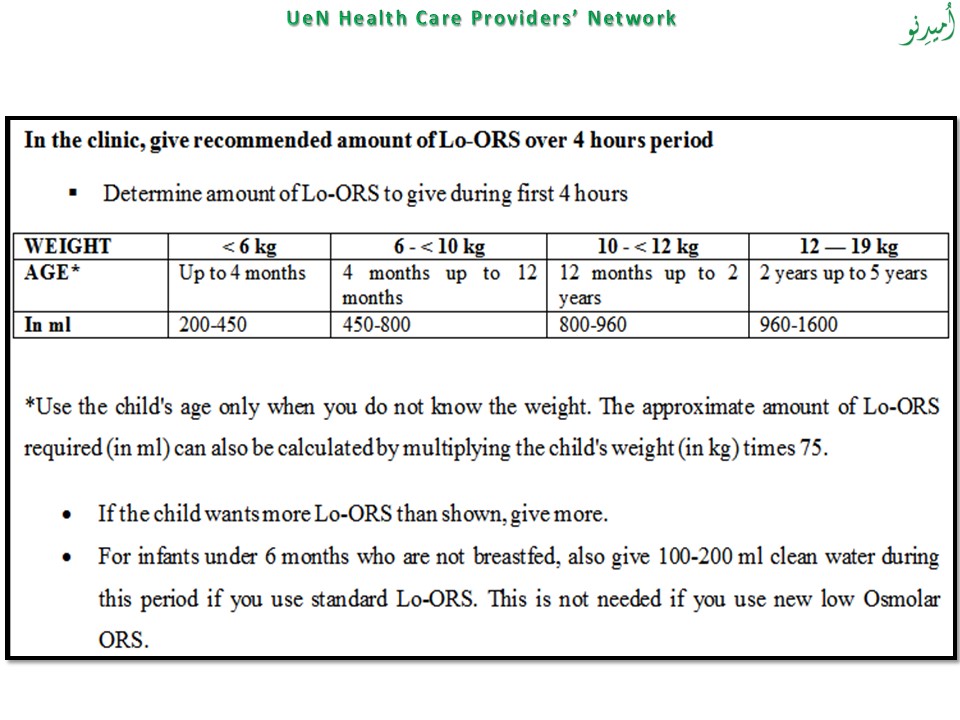 UeN Health Care Providers’ Network
اُمیدِنو
In the clinic, give recommended amount of Lo-ORS over 4 hours period
▪ Determine amount of Lo-ORS to give during first 4 hours
WEIGHT < 6 kg 6 - < 10 kg 10 - < 12 kg 12 — 19 kg
AGE* Up to 4 months 4 months up to 12 months 12 months up to 2 years 2 years up to 5 years
In ml 200-450 450-800 800-960 960-1600
*Use the child's age only when you do not know the weight. The approximate amount of Lo-ORS
required (in ml) can also be calculated by multiplying the child's weight (in kg) times 75.
• If the child wants more Lo-ORS than shown, give more.
• For infants under 6 months who are not breastfed, also give 100-200 ml clean water during
this period if you use standard Lo-ORS. This is not needed if you use new low Osmolar
ORS.